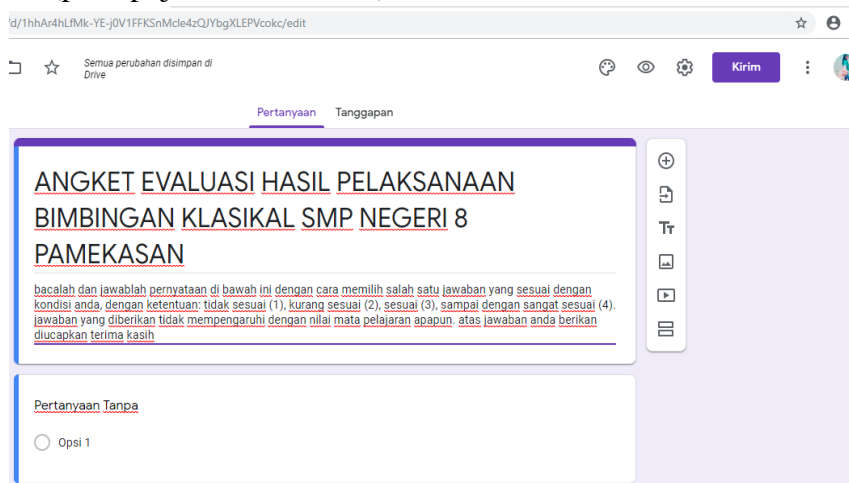 /d/1hhAr4hLfMk-YE-j0V1FFKSnMcle4zQJYbgXLEPVcokc/edit
Semua perubahan disimpan di
Drive
Kirim
Pertanyaan Tanggapan
ANGKET EVALUASI HASIL PELAKSANAAN
BIMBINGAN KLASIKAL SMP NEGERI 8
PAMEKASAN
bacalah dan jawablah pernyataan di bawah ini dengan cara memilih salah satu jawaban yang sesuai dengan
kondisi anda, dengan ketentuan: tidak sesuai (1), kurang sesuai (2), sesuai (3), sampai dengan sangat sesuai (4).
jawaban yang diberikan tidak mempengaruhi dengan nilai mata pelajaran apapun. atas jawaban anda berikan
diucapkan terima kasih
Pertanyaan Tanpa
Opsi 1